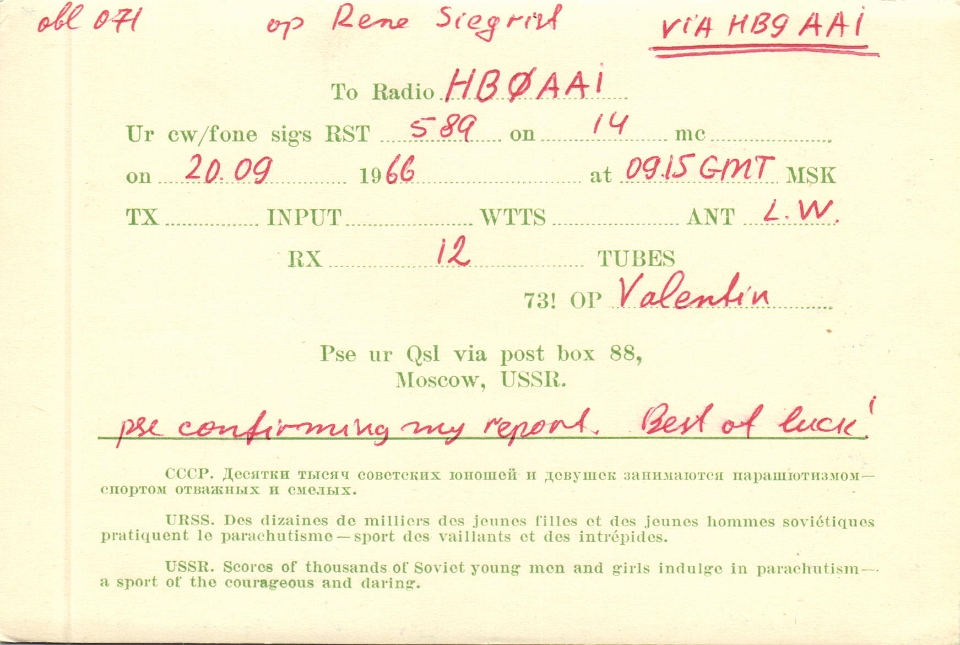 obl 071 op Rene Siegrist VIA HB9AAI
To Radio HBØAAI
Ur cw/fone sigs RST 589 on 14 mc
on 20.09 1966 at 09.15 GMT MSK
TX INPUT WTTS ANT L.W.
RX 12 TUBES
73! OP Valentin
Pse ur Qsl via post box 88,
Moscow, USSR.
pse confirming my report. Best of luck!
СССР. Десятки тысяч советских юношей и девушек занимаются парашютизмом—
спортом отважных и смелых.
URSS. Des dizaines de milliers des jeunes filles et des jeunes hommes soviétiques
pratiquent le parachutisme—sport des vaillants et des intrépides.
USSR. Scores of thousands of Soviet young men and girls indulge in parachutism—
a sport of the courageous and daring.